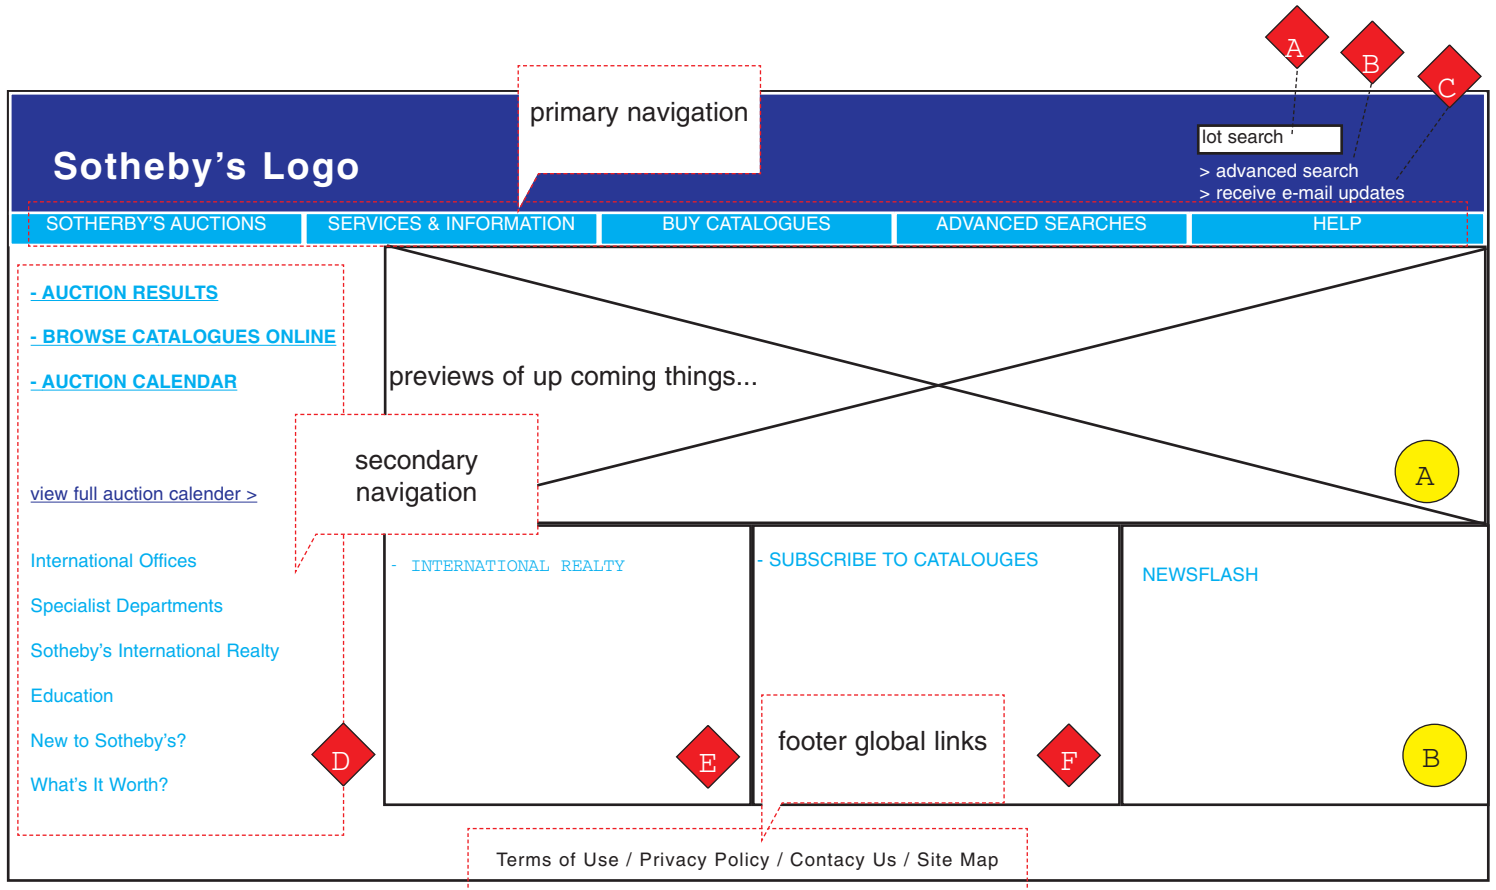 A
B
C
primary navigation
lot search
Sotheby's Logo
> advanced search
> receive e-mail updates
SOTHERBY'S AUCTIONS
SERVICES & INFORMATION
BUY CATALOGUES
ADVANCED SEARCHES
HELP
- AUCTION RESULTS
- BROWSE CATALOGUES ONLINE
- AUCTION CALENDAR
previews of up coming things...
secondary
navigation
A
view full auction calender >
International Offices
Specialist Departments
Sotheby's International Realty
Education
New to Sotheby's?
What's It Worth?
D
- INTERNATIONAL REALTY
E
- SUBSCRIBE TO CATALOUGES
F
NEWSFLASH
B
footer global links
Terms of Use / Privacy Policy / Contacy Us / Site Map